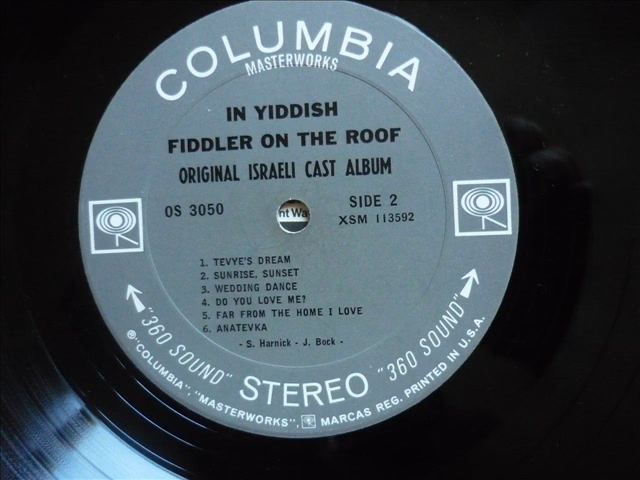 COLUMBIA
MASTERWORKS
IN YIDDISH
FIDDLER ON THE ROOF
ORIGINAL ISRAELI CAST ALBUM
OS 3050
SIDE 2
XSM 113592
nt Wa
1. TEVYE'S DREAM
2. SUNRISE, SUNSET
3. WEDDING DANCE
4. DO YOU LOVE ME?
5. FAR FROM THE HOME I LOVE
6. ANATEVKA
- S. Harnick - J. Bock -
"360 SOUND" STEREO "360 SOUND"
® "COLUMBIA", "MASTERWORKS", MARCAS REG. PRINTED IN U.S.A.